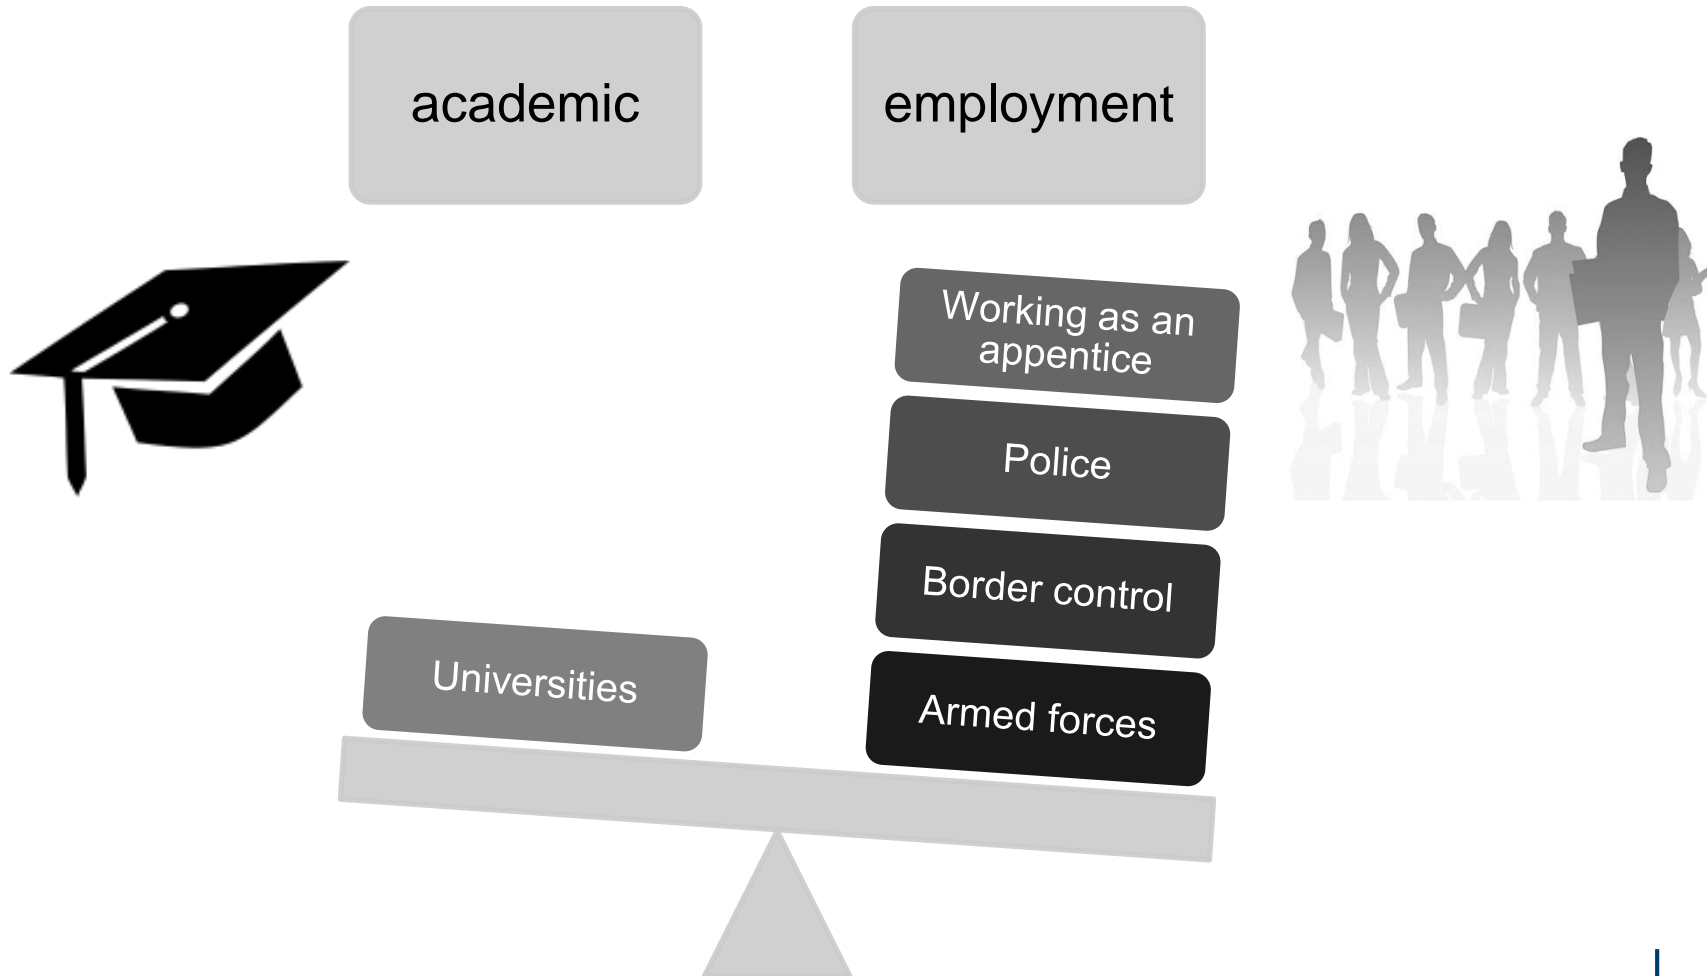 academic
employment
Working as an
appentice
Police
Border control
Universities
Armed forces